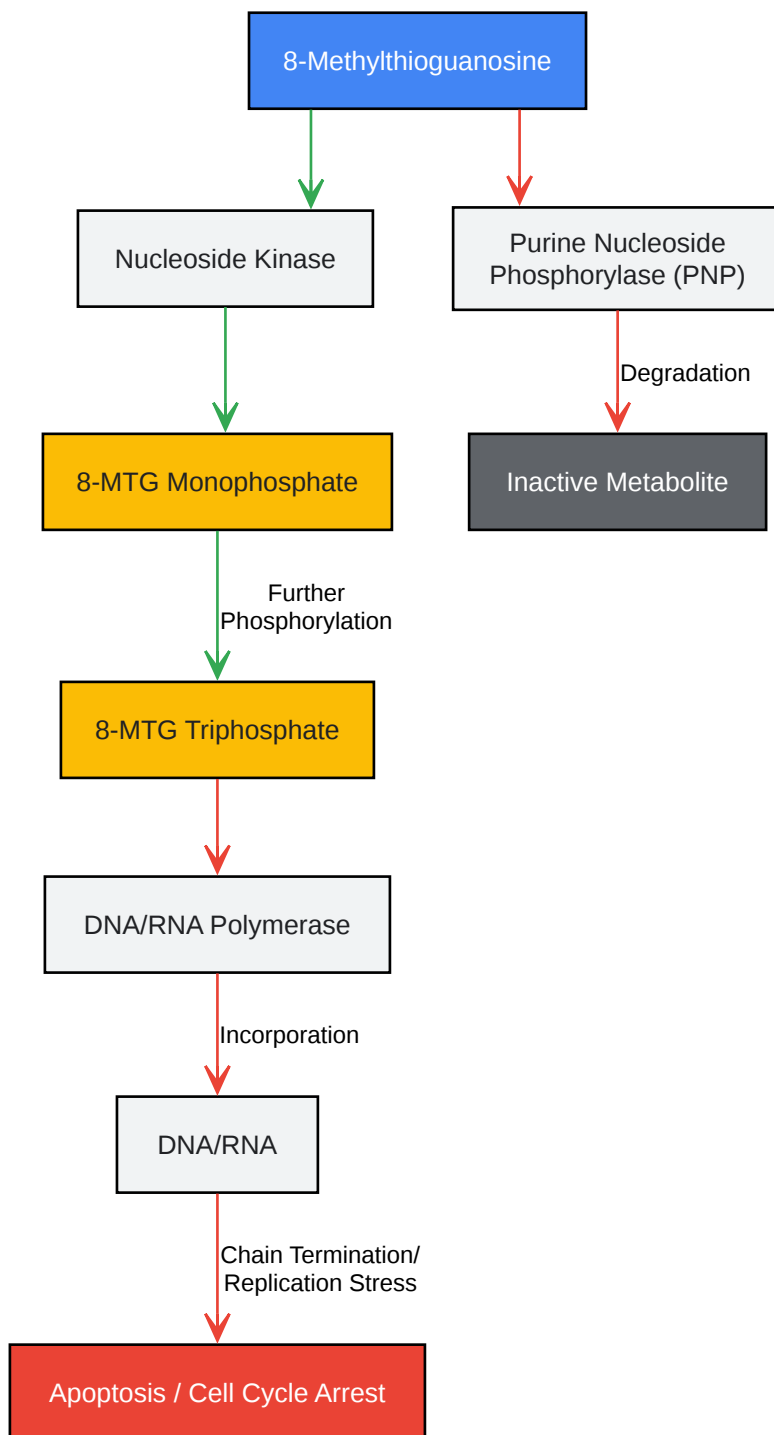 8-Methylthioguanosine
Nucleoside Kinase
Purine Nucleoside
Phosphorylase (PNP)
Degradation
8-MTG Monophosphate
Inactive Metabolite
Further
Phosphorylation
8-MTG Triphosphate
DNA/RNA Polymerase
Incorporation
DNA/RNA
Chain Termination/
Replication Stress
Apoptosis / Cell Cycle Arrest